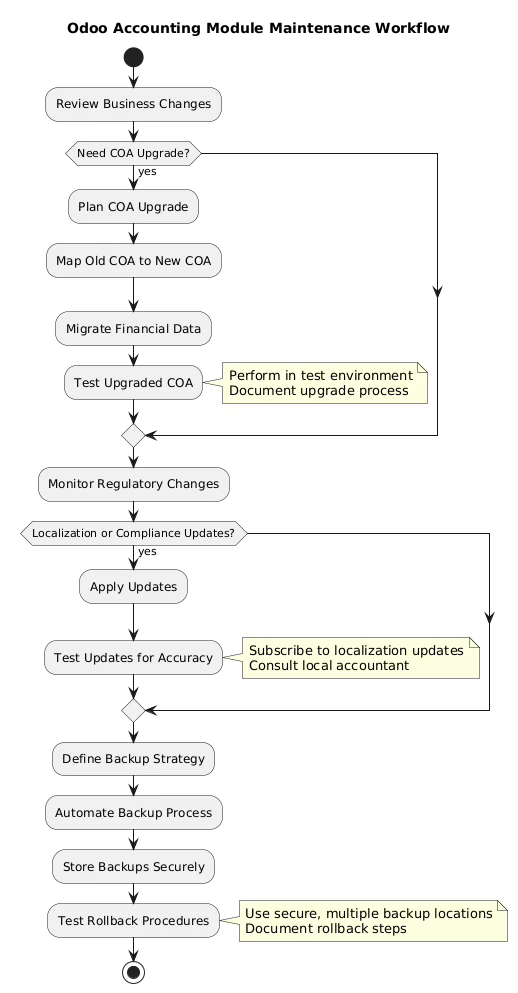 Odoo Accounting Module Maintenance Workflow
Review Business Changes
Need COA Upgrade?
yes
Plan COA Upgrade
Map Old COA to New COA
Migrate Financial Data
Test Upgraded COA
Perform in test environment
Document upgrade process
Monitor Regulatory Changes
Localization or Compliance Updates?
yes
Apply Updates
Test Updates for Accuracy
Subscribe to localization updates
Consult local accountant
Define Backup Strategy
Automate Backup Process
Store Backups Securely
Test Rollback Procedures
Use secure, multiple backup locations
Document rollback steps